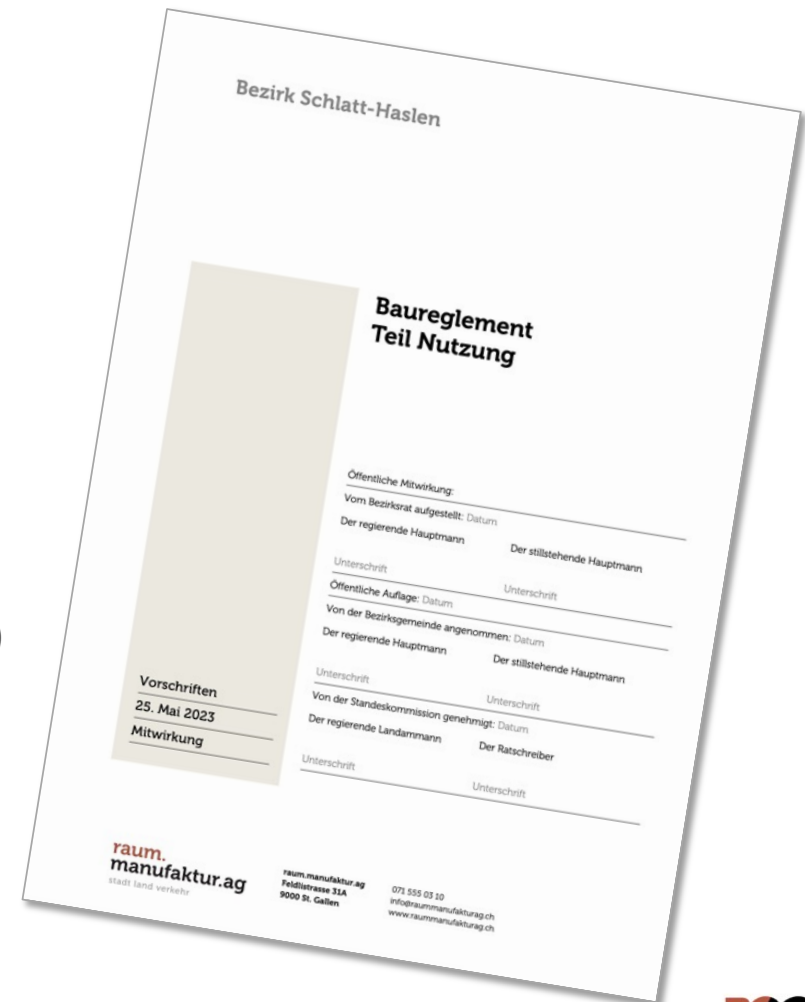 Bezirk Schlatt-Haslen
Baureglement
Teil Nutzung
Öffentliche Mitwirkung:
Vom Bezirksrat aufgestellt: Datum
Der regierende Hauptmann Der stillstehende Hauptmann
Unterschrift Unterschrift
Öffentliche Auflage: Datum
Von der Bezirksgemeinde angenommen: Datum
Der regierende Hauptmann Der stillstehende Hauptmann
Unterschrift Unterschrift
Von der Standeskommission genehmigt: Datum
Der regierende Landammann Der Ratschreiber
Unterschrift Unterschrift
Vorschriften
25. Mai 2023
Mitwirkung
raum.
manufaktur.ag
stadt land verkehr
raum.manufaktur.ag
Feldlistrasse 31A
9000 St. Gallen
071 555 03 10
info@raummanufakturag.ch
www.raummanufakturag.ch